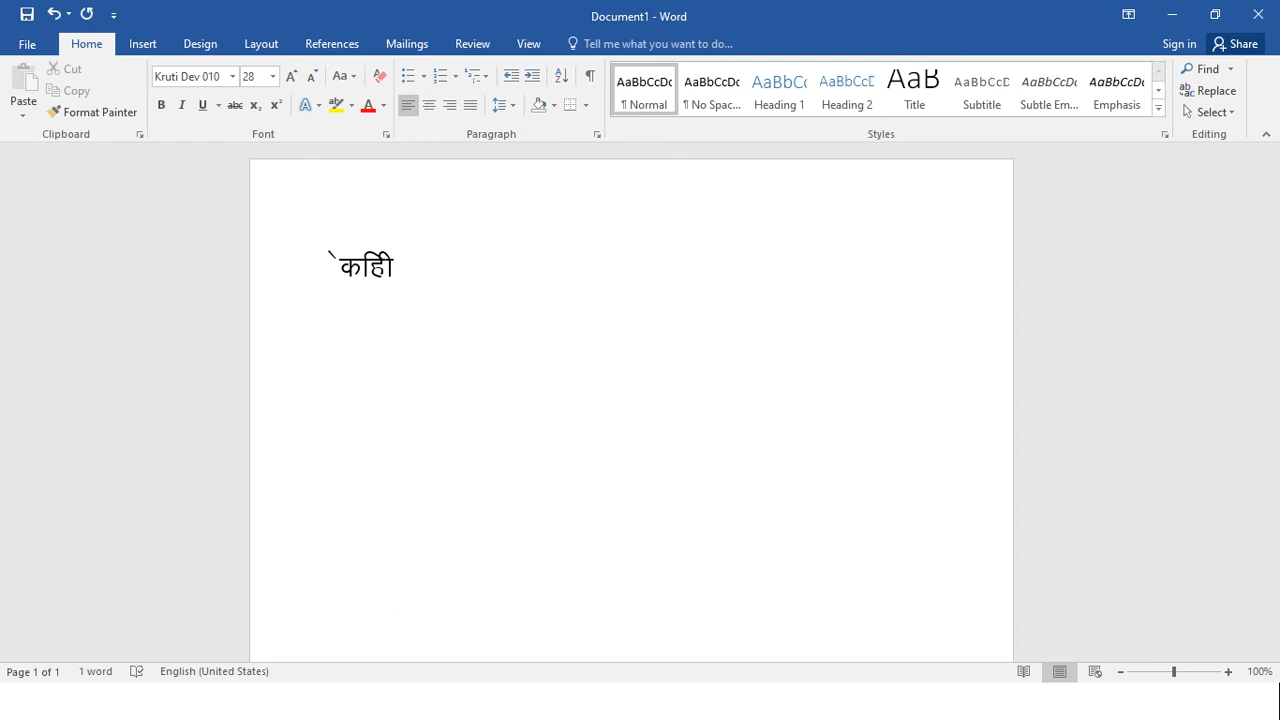 Document1 - Word
File Home Insert Design Layout References Mailings Review View Tell me what you want to do... Sign in Share
Paste
Cut
Copy
Format Painter
Clipboard
Kruti Dev 010 28
Font
Paragraph
AaBbCcDc AaBbCcDc AaBbCc AaBbCcD AaB AaBbCcD AaBbCcDc AaBbCcDc
¶ Normal ¶ No Spac... Heading 1 Heading 2 Title Subtitle Subtle Em... Emphasis
Styles
Find
Replace
Select
Editing
`कहिी
Page 1 of 1 1 word English (United States) 100%